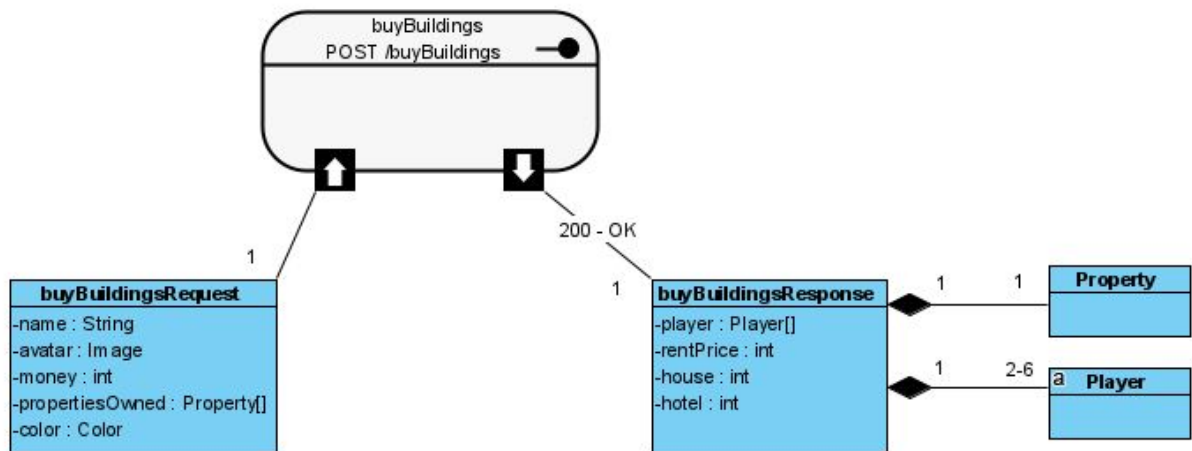 buyBuildings
POST /buyBuildings
200 - OK
1
buyBuildingsRequest
-name : String
-avatar : Image
-money : int
-propertiesOwned : Property[]
-color : Color
1
buyBuildingsResponse
-player : Player[]
-rentPrice : int
-house : int
-hotel : int
1
1
Property
1
2-6
a
Player